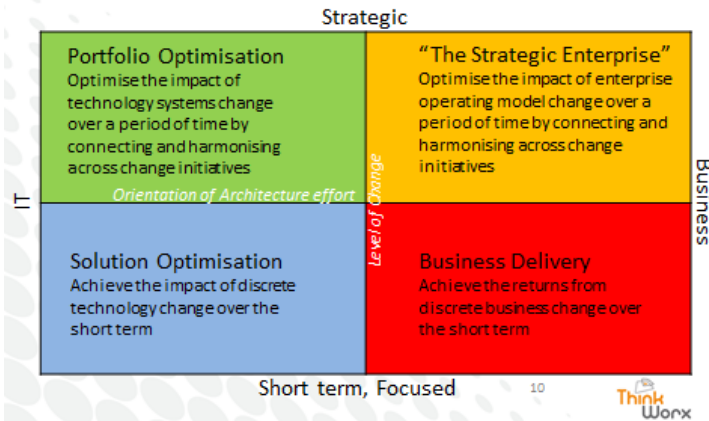 Strategic
Portfolio Optimisation
Optimise the impact of
technology systems change
over a period of time by
connecting and harmonising
across change initiatives
“The Strategic Enterprise”
Optimise the impact of enterprise
operating model change over a
period of time by connecting and
harmonising across change
initiatives
IT
Orientation of Architecture effort
Level of Change
Business
Solution Optimisation
Achieve the impact of discrete
technology change over the
short term
Business Delivery
Achieve the returns from
discrete business change over
the short term
Short term, Focused
10
Think
Worx